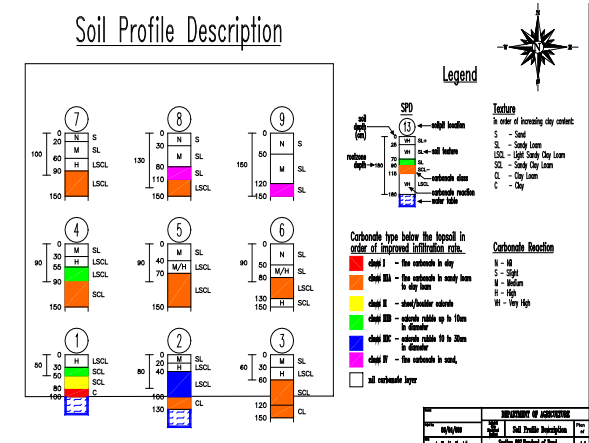 Soil Profile Description
N
Legend
7
0 N S
20 M SL
60 H LSCL
90
LSCL
150
100
8
0 N S
30 M SL
80 SL
110 LSCL
150
130
9
0 N S
50
M SL
120 SL
150
150
4
0 M SL
30 H LSCL
55 LSCL
90 SCL
150
90
5
0 M SL
40 M/H LSCL
70
LSCL
150
90
6
0 N SL
50 M/H SL
80 LSCL
130 H SCL
150
90
1
0 H LSCL
30 SCL
50 SCL
80 C
100
50
2
0 M SL
20 H LSCL
40 LSCL
100 CL
130
80
3
0 M SL
30 H LSCL
60 SCL
120 CL
150
60
SPD
13
soil depth (cm)
soilpit location
soil texture
rootzone depth
carbonate class
carbonate reaction
water table
Texture
in order of increasing clay content:
S - Sand
SL - Sandy Loam
LSCL - Light Sandy Clay Loam
SCL - Sandy Clay Loam
CL - Clay Loam
C - Clay
Carbonate type below the topsoil in
order of improved infiltration rate.
class I - fine carbonate in clay
class IIIA - fine carbonate in sandy loam
to clay loam
class II - sheet/boulder calcrete
class IIIB - calcrete rubble up to 10cm
in diameter
class IIIC - calcrete rubble 10 to 30cm
in diameter
class IV - fine carbonate in sand,
nil carbonate layer
Carbonate Reaction
N - Nil
S - Slight
M - Medium
H - High
VH - Very High
DEPARTMENT OF AGRICULTURE
Soil Profile Description
Plan
of